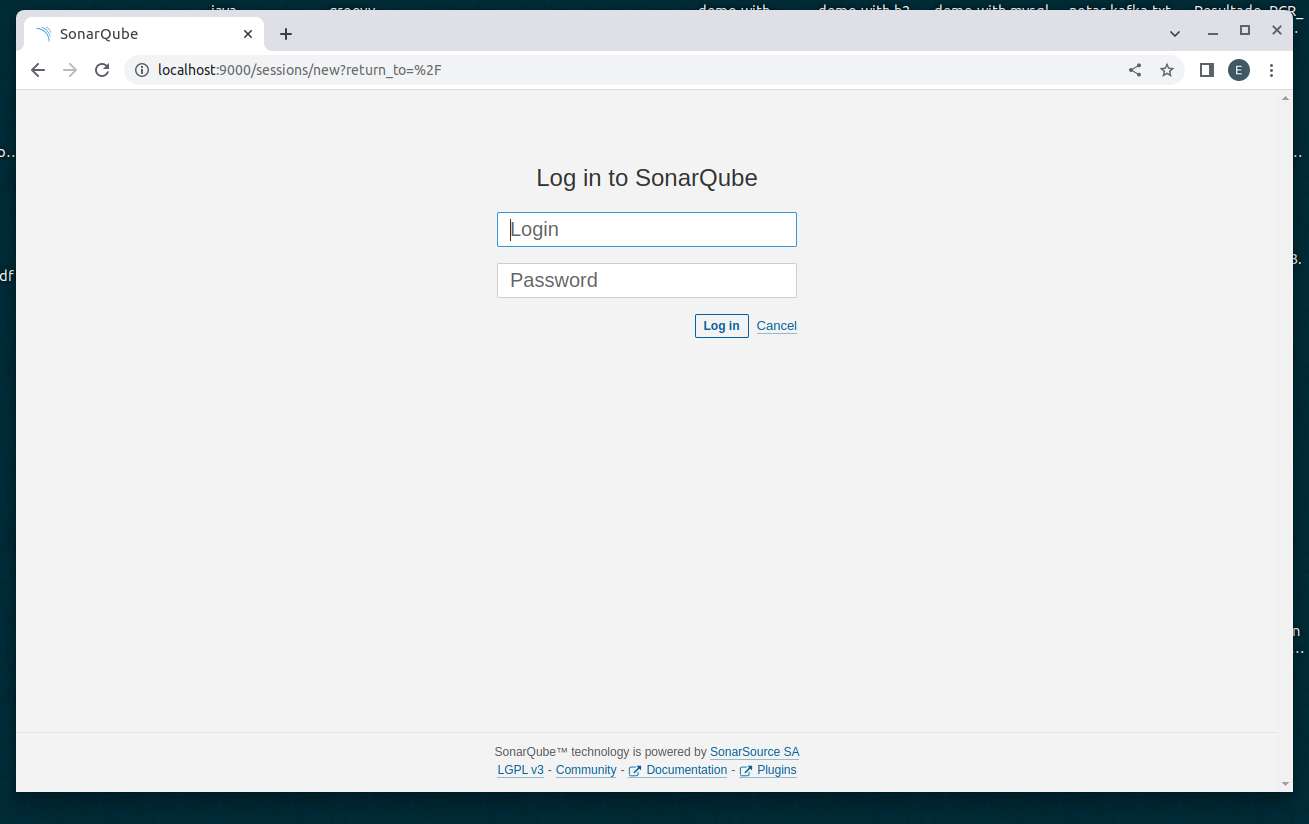 SonarQube
localhost:9000/sessions/new?return_to=%2F
E
Log in to SonarQube
Login
Password
Log in Cancel
SonarQube™ technology is powered by SonarSource SA
LGPL v3 - Community - Documentation - Plugins
df